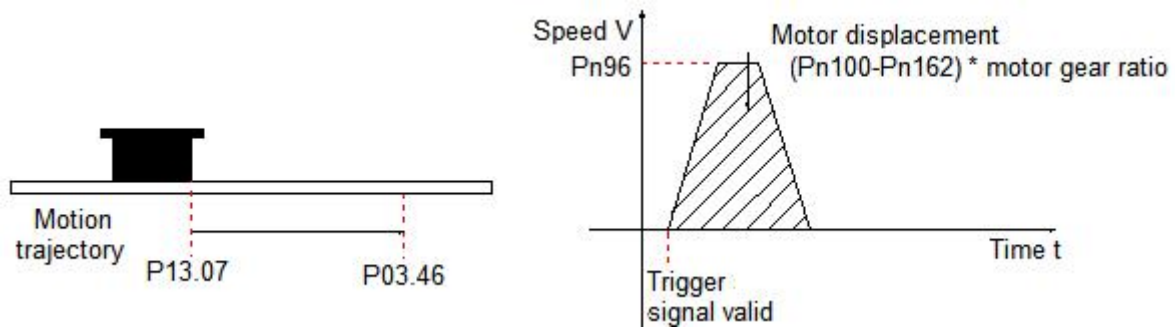 Motion
trajectory
P13.07
P03.46
Speed V
Pn96
Motor displacement
(Pn100-Pn162) * motor gear ratio
Time t
Trigger
signal valid